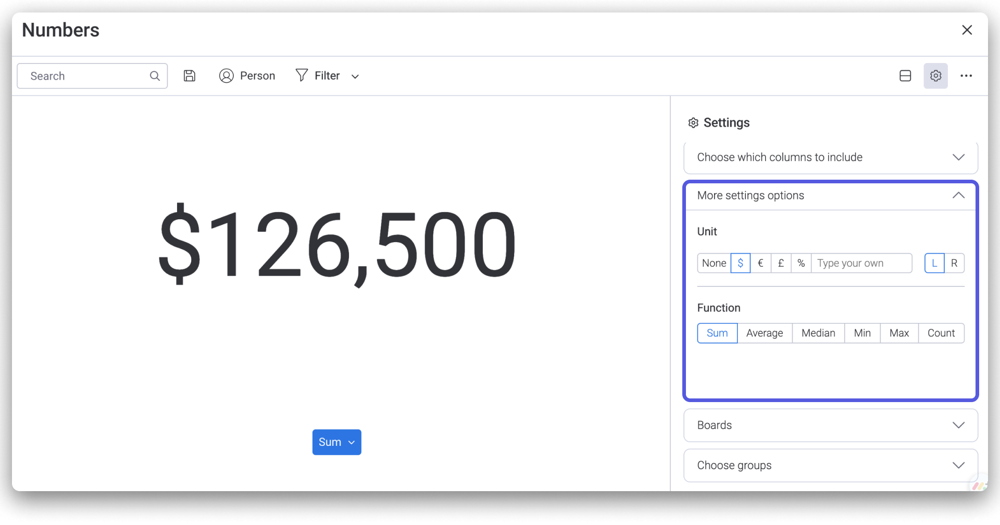 Numbers
Search
Person
Filter
Settings
Choose which columns to include
$126,500
More settings options
Unit
None $ € £ % Type your own L R
Function
Sum Average Median Min Max Count
Boards
Sum
Choose groups